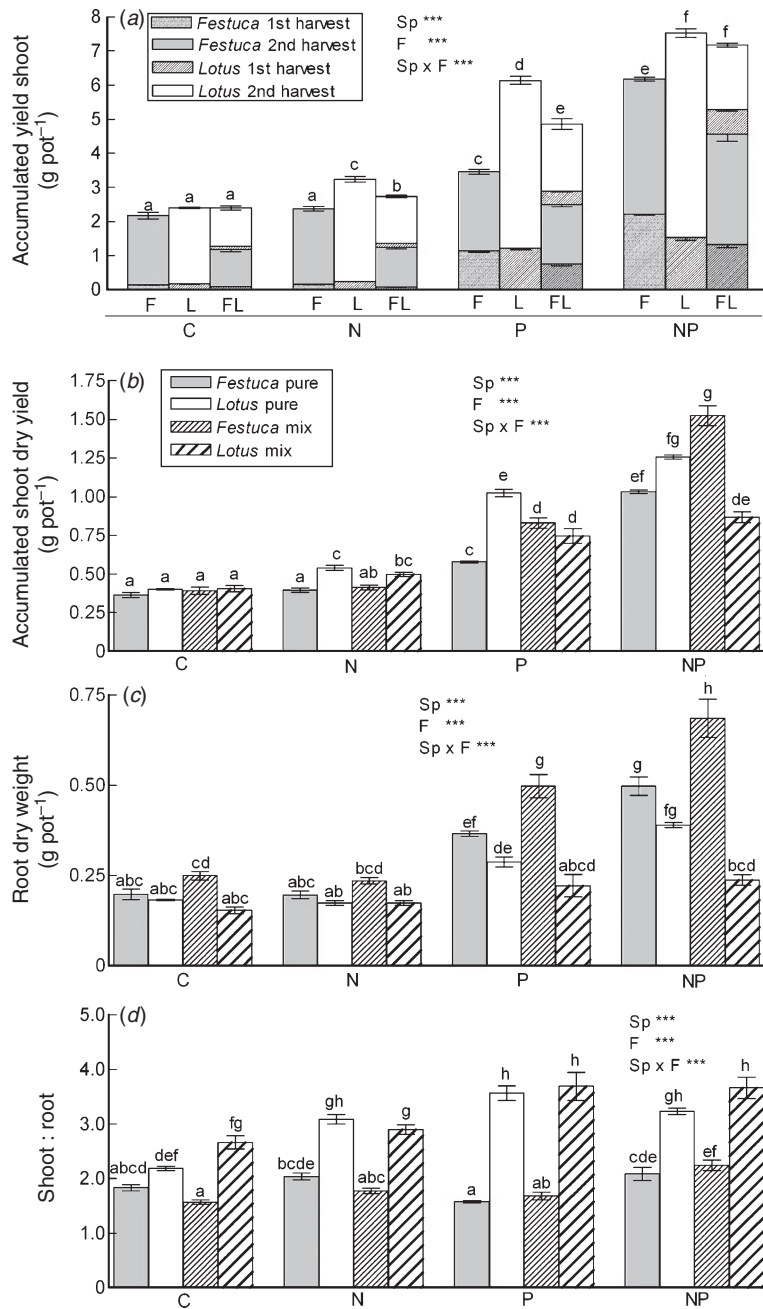 (a)
Festuca 1st harvest
Festuca 2nd harvest
Lotus 1st harvest
Lotus 2nd harvest
Sp ***
F ***
Sp x F ***
Accumulated yield shoot
(g pot⁻¹)
8
7
6
5
4
3
2
1
0
a a a
a c b
c d e
e f f
F L FL F L FL F L FL F L FL
C N P NP
(b)
Festuca pure
Lotus pure
Festuca mix
Lotus mix
Sp ***
F ***
Sp x F ***
Accumulated shoot dry yield
(g pot⁻¹)
1.75
1.50
1.25
1.00
0.75
0.50
0.25
0
a a a a
a c ab bc
c e d d
ef fg g de
C N P NP
(c)
Sp ***
F ***
Sp x F ***
Root dry weight
(g pot⁻¹)
0.75
0.50
0.25
0
abc abc cd abc
abc ab bcd ab
ef de g abcd
g fg h bcd
C N P NP
(d)
Sp ***
F ***
Sp x F ***
Shoot : root
5.0
4.0
3.0
2.0
1.0
0
abcd def a fg
bcde gh abc g
a h ab h
cde gh ef h
C N P NP